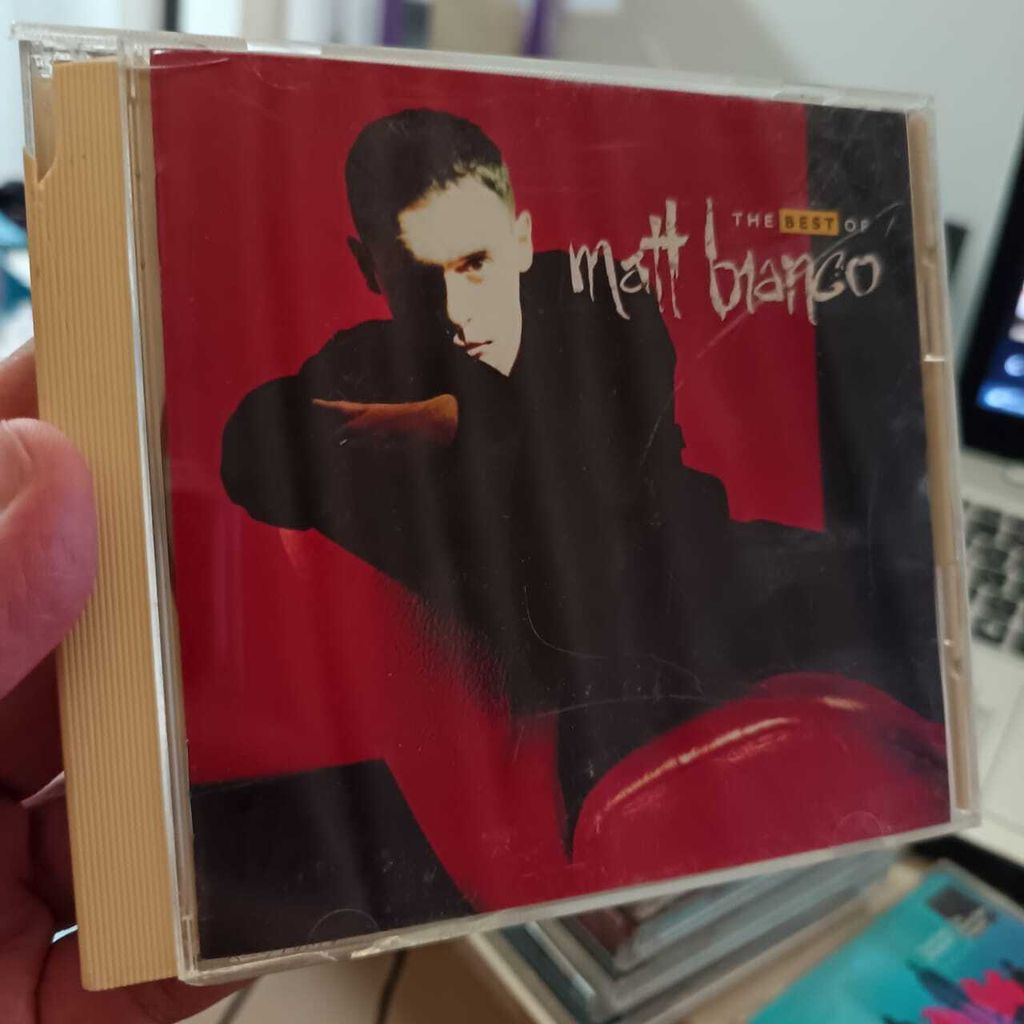 THE BEST OF
matt bianco